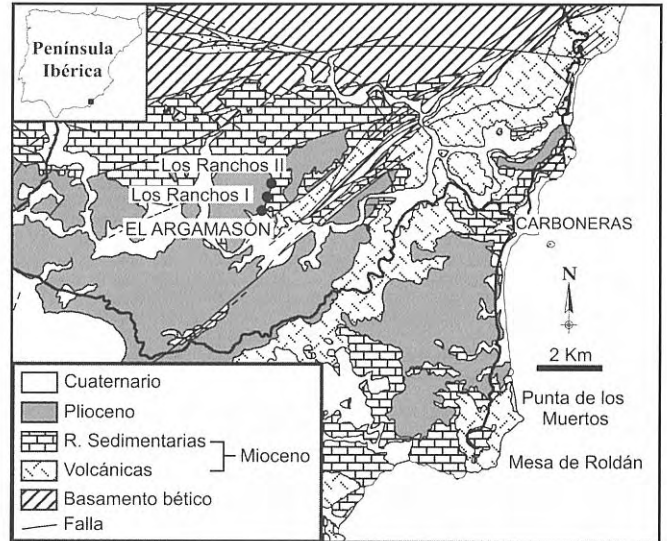 Península
Ibérica
Los Ranchos II
Los Ranchos I
EL ARGAMASÓN
CARBONERAS
N
2 Km
Punta de los
Muertos
Mesa de Roldán
Cuaternario
Plioceno
R. Sedimentarias
Mioceno
Volcánicas
Basamento bético
Falla